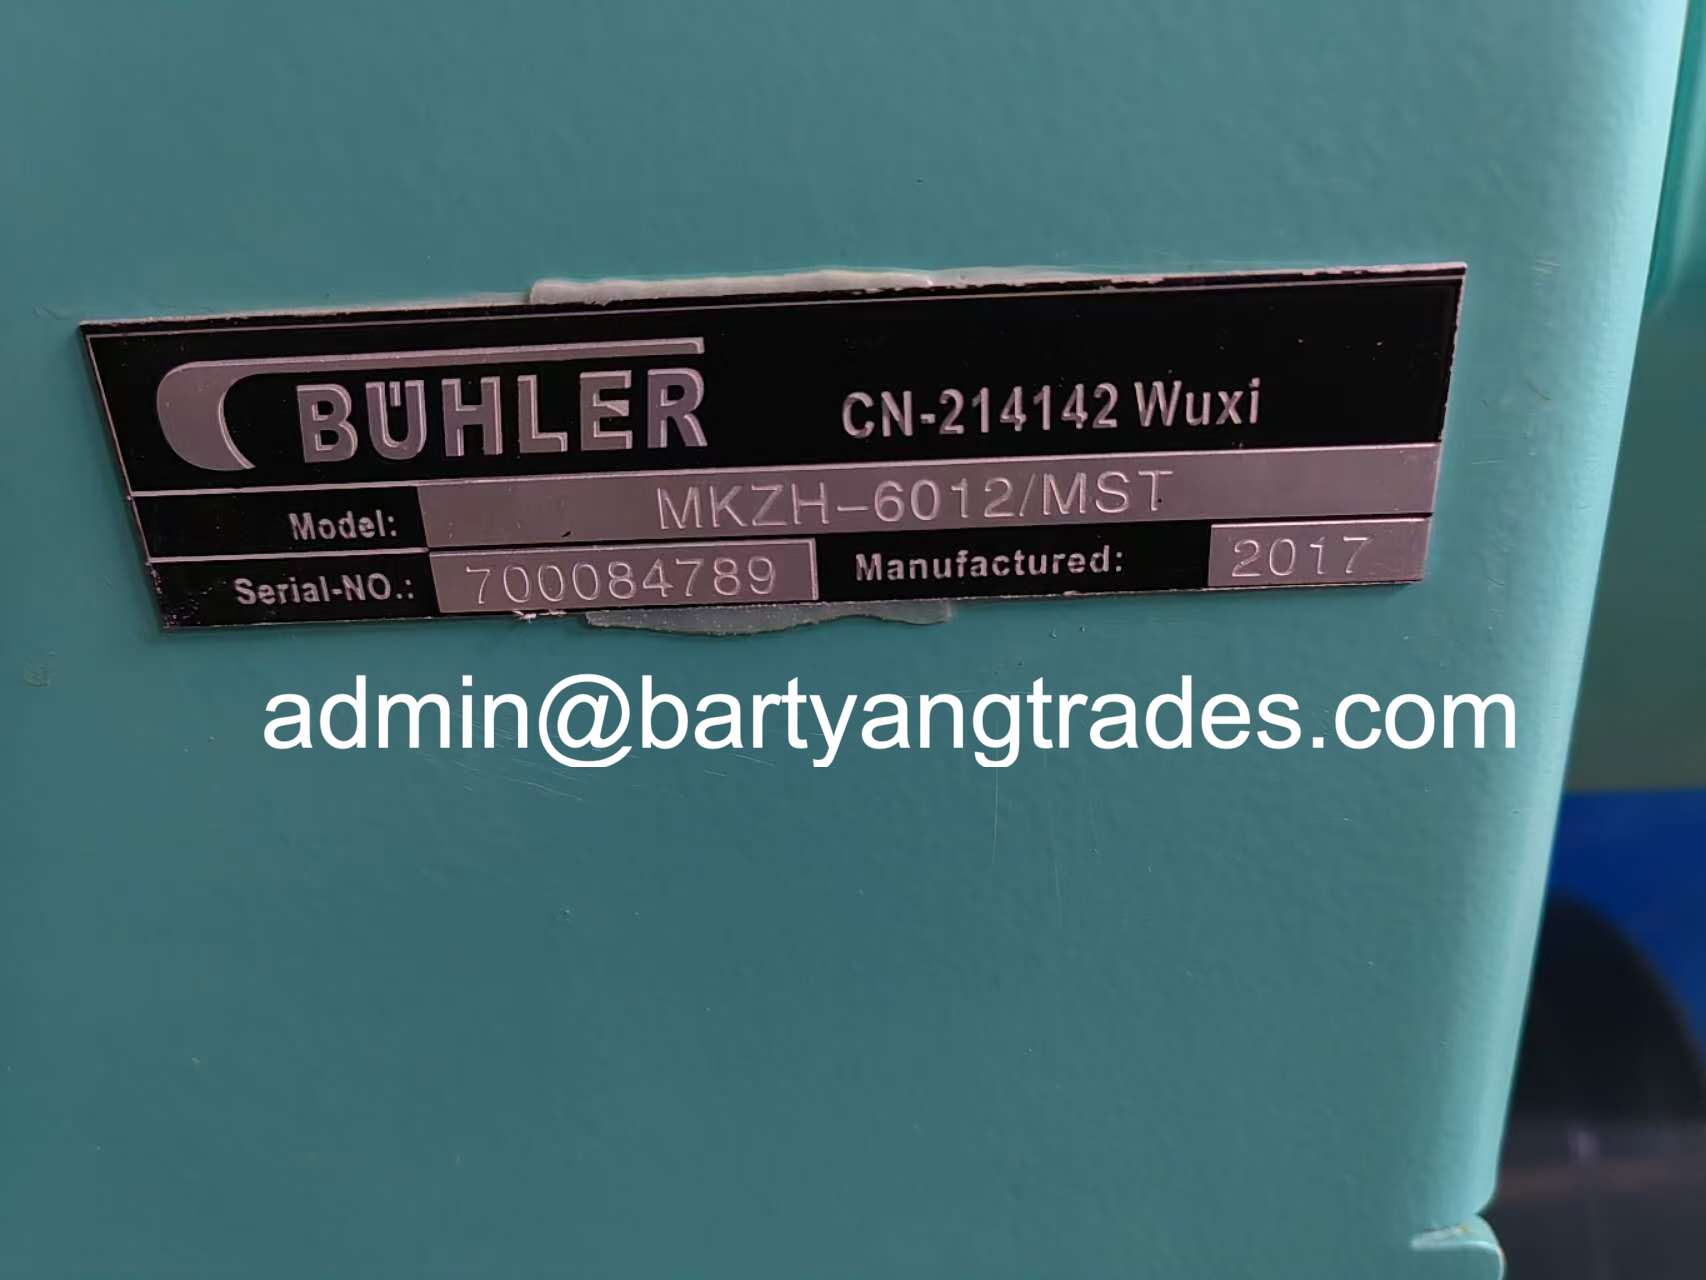 BÜHLER CN-214142 Wuxi
Model: MKZH-6012/MST
Serial-NO.: 700084789 Manufactured: 2017
admin@bartyangtrades.com